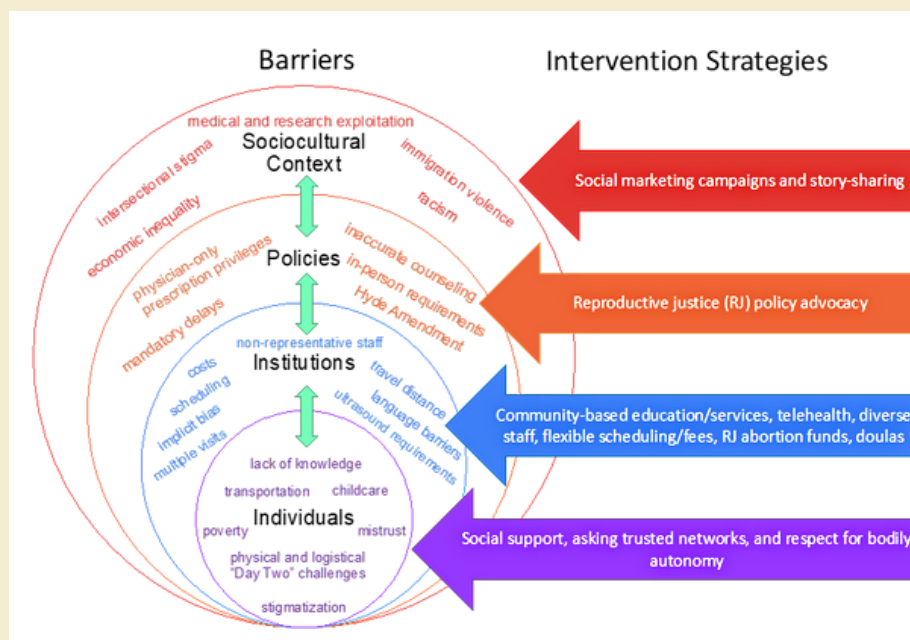 Barriers
Intervention Strategies
medical and research exploitation
Sociocultural
Context
intersectional stigma
economic inequality
immigration violence
racism
Social marketing campaigns and story-sharing
Policies
physician-only
prescription privileges
mandatory delays
inaccurate counseling
in-person requirements
Hyde Amendment
Reproductive justice (RJ) policy advocacy
non-representative staff
Institutions
costs
scheduling
implicit bias
multiple visits
travel distance
language barriers
ultrasound requirements
Community-based education/services, telehealth, diverse
staff, flexible scheduling/fees, RJ abortion funds, doulas
lack of knowledge
transportation
childcare
Individuals
poverty
mistrust
physical and logistical
"Day Two" challenges
stigmatization
Social support, asking trusted networks, and respect for bodily
autonomy